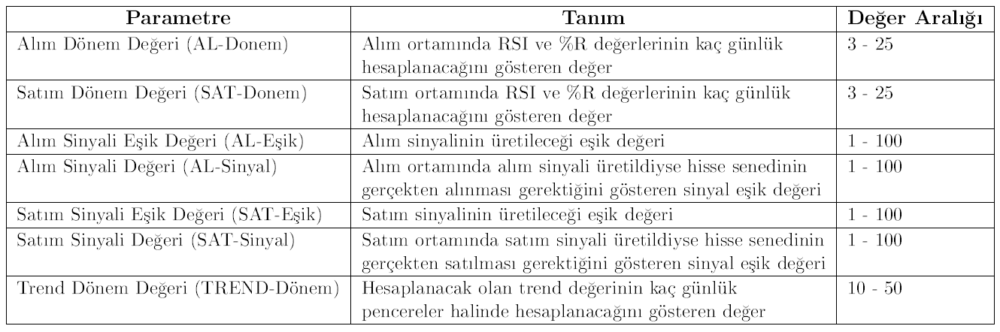 Parametre Tanım Değer Aralığı
Alım Dönem Değeri (AL-Donem) Alım ortamında RSI ve %R değerlerinin kaç günlük 3 - 25
hesaplanacağını gösteren değer
Satım Dönem Değeri (SAT-Donem) Satım ortamında RSI ve %R değerlerinin kaç günlük 3 - 25
hesaplanacağını gösteren değer
Alım Sinyali Eşik Değeri (AL-Eşik) Alım sinyalinin üretileceği eşik değeri 1 - 100
Alım Sinyali Değeri (AL-Sinyal) Alım ortamında alım sinyali üretildiyse hisse senedinin 1 - 100
gerçekten alınması gerektiğini gösteren sinyal eşik değeri
Satım Sinyali Eşik Değeri (SAT-Eşik) Satım sinyalinin üretileceği eşik değeri 1 - 100
Satım Sinyali Değeri (SAT-Sinyal) Satım ortamında satım sinyali üretildiyse hisse senedinin 1 - 100
gerçekten satılması gerektiğini gösteren sinyal eşik değeri
Trend Dönem Değeri (TREND-Dönem) Hesaplanacak olan trend değerinin kaç günlük 10 - 50
pencereler halinde hesaplanacağını gösteren değer